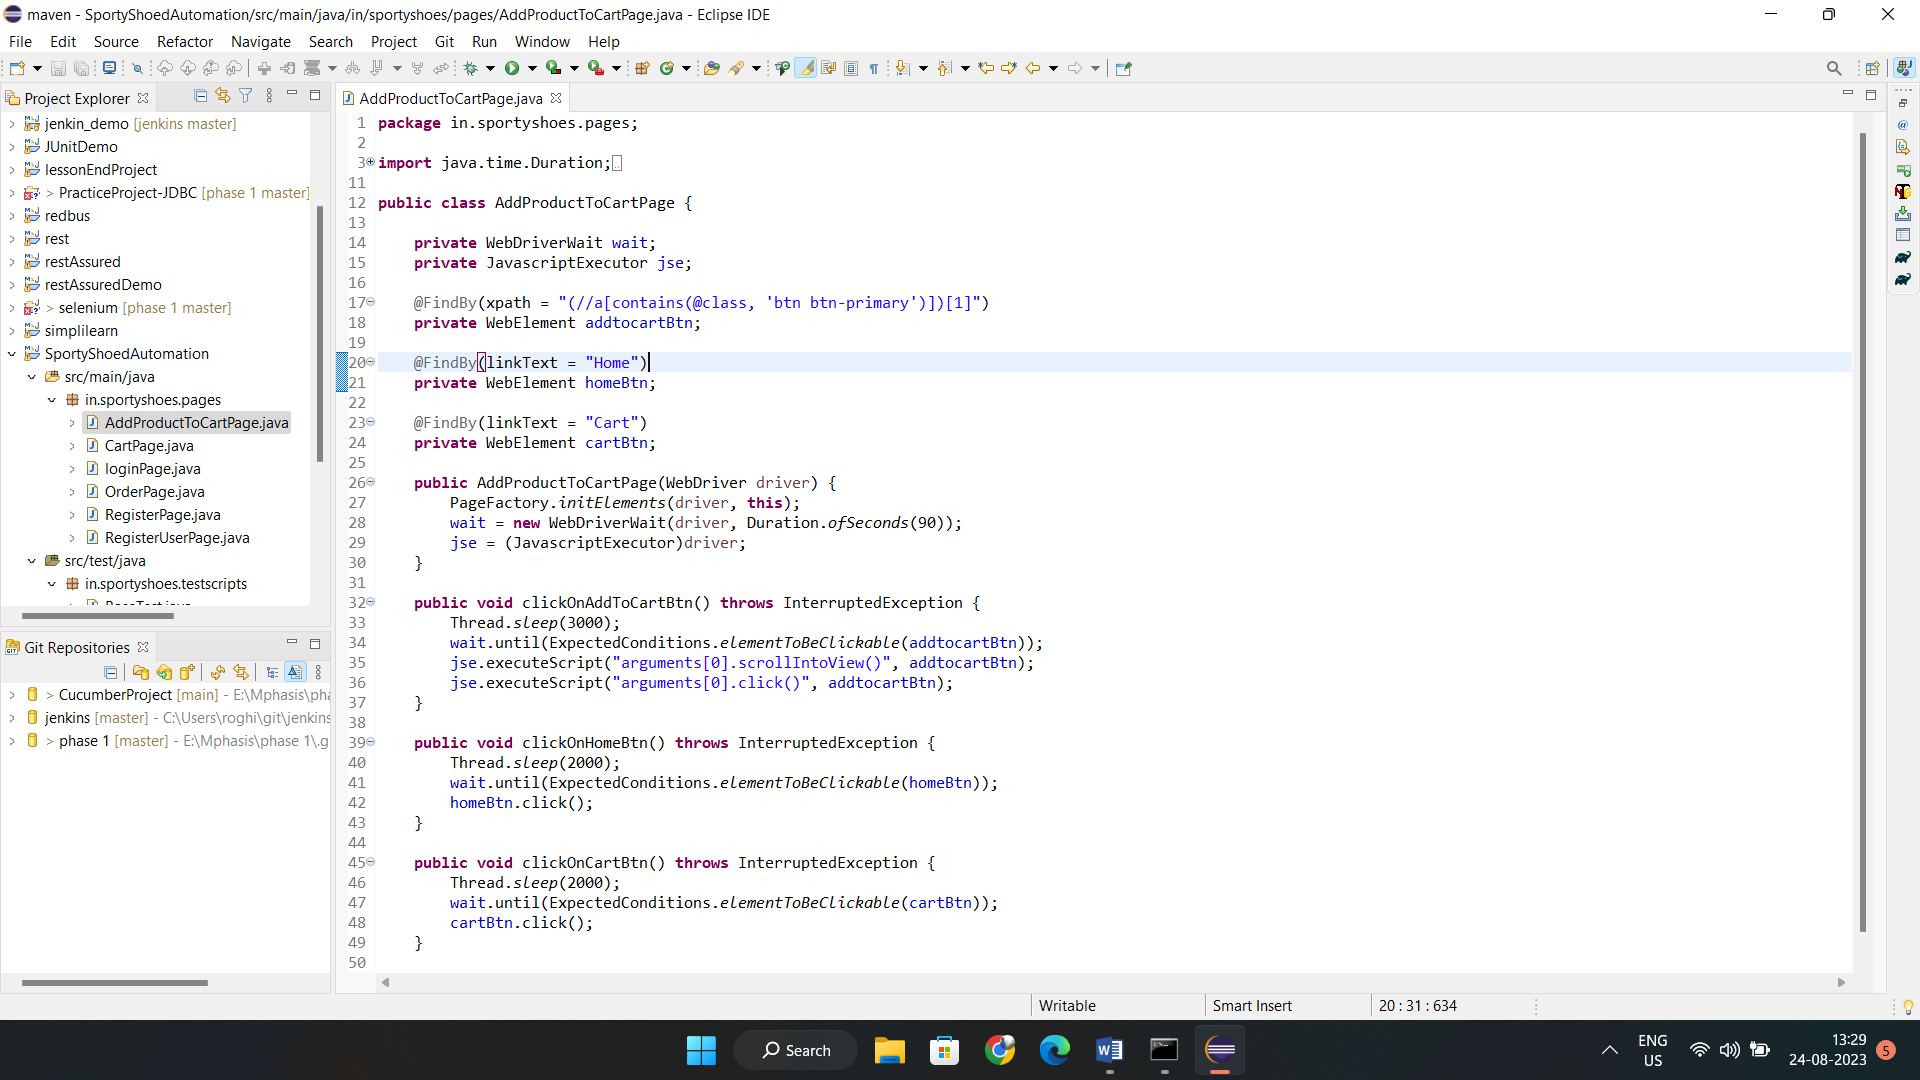 maven - SportyShoedAutomation/src/main/java/in/sportyshoes/pages/AddProductToCartPage.java - Eclipse IDE
File Edit Source Refactor Navigate Search Project Git Run Window Help
Project Explorer
jenkin_demo [jenkins master]
JUnitDemo
lessonEndProject
> PracticeProject-JDBC [phase 1 master]
redbus
rest
restAssured
restAssuredDemo
> selenium [phase 1 master]
simplilearn
SportyShoedAutomation
src/main/java
in.sportyshoes.pages
AddProductToCartPage.java
CartPage.java
loginPage.java
OrderPage.java
RegisterPage.java
RegisterUserPage.java
src/test/java
in.sportyshoes.testscripts
Git Repositories
> CucumberProject [main] - E:\Mphasis\pha
jenkins [master] - C:\Users\roghi\git\jenkins
> phase 1 [master] - E:\Mphasis\phase 1\.g
AddProductToCartPage.java
1 package in.sportyshoes.pages;
2
3 import java.time.Duration;
11
12 public class AddProductToCartPage {
13
14 private WebDriverWait wait;
15 private JavascriptExecutor jse;
16
17 @FindBy(xpath = "(//a[contains(@class, 'btn btn-primary')])[1]")
18 private WebElement addtocartBtn;
19
20 @FindBy(linkText = "Home")
21 private WebElement homeBtn;
22
23 @FindBy(linkText = "Cart")
24 private WebElement cartBtn;
25
26 public AddProductToCartPage(WebDriver driver) {
27 PageFactory.initElements(driver, this);
28 wait = new WebDriverWait(driver, Duration.ofSeconds(90));
29 jse = (JavascriptExecutor)driver;
30 }
31
32 public void clickOnAddToCartBtn() throws InterruptedException {
33 Thread.sleep(3000);
34 wait.until(ExpectedConditions.elementToBeClickable(addtocartBtn));
35 jse.executeScript("arguments[0].scrollIntoView()", addtocartBtn);
36 jse.executeScript("arguments[0].click()", addtocartBtn);
37 }
38
39 public void clickOnHomeBtn() throws InterruptedException {
40 Thread.sleep(2000);
41 wait.until(ExpectedConditions.elementToBeClickable(homeBtn));
42 homeBtn.click();
43 }
44
45 public void clickOnCartBtn() throws InterruptedException {
46 Thread.sleep(2000);
47 wait.until(ExpectedConditions.elementToBeClickable(cartBtn));
48 cartBtn.click();
49 }
50
Writable Smart Insert 20 : 31 : 634
Search
ENG
US
13:29
24-08-2023
5